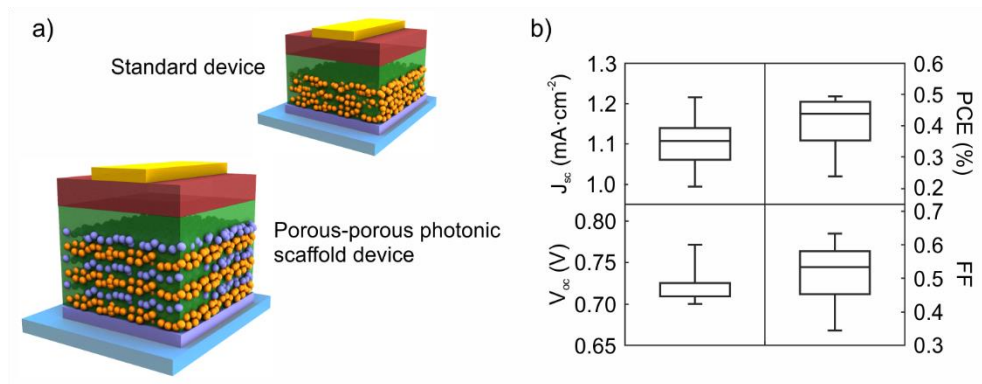 a)
Standard device
Porous-porous photonic
scaffold device
b)
1.3
1.2
1.1
1.0
J_sc (mA·cm⁻²)
0.6
0.5
0.4
0.3
0.2
PCE (%)
0.80
0.75
0.70
0.65
V_oc (V)
0.7
0.6
0.5
0.3
FF